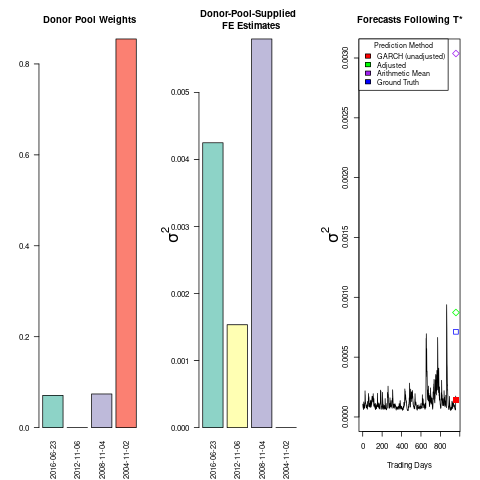 Donor Pool Weights
0.0
0.2
0.4
0.6
0.8
2016-06-23
2012-11-06
2008-11-04
2004-11-02
Donor-Pool-Supplied
FE Estimates
σ2
0.000
0.001
0.002
0.003
0.004
0.005
2016-06-23
2012-11-06
2008-11-04
2004-11-02
Forecasts Following T*
σ2
0.0000
0.0005
0.0010
0.0015
0.0020
0.0025
0.0030
Prediction Method
GARCH (unadjusted)
Adjusted
Arithmetic Mean
Ground Truth
0
200
400
600
800
Trading Days